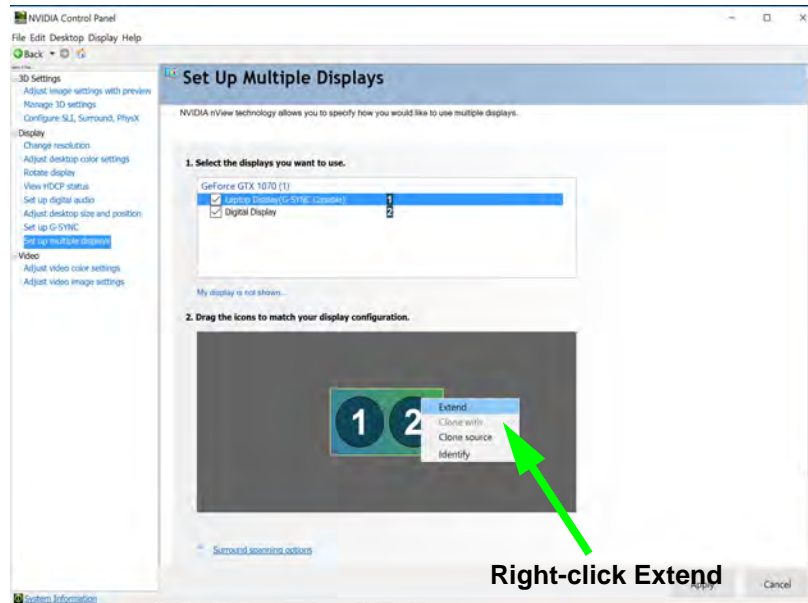 NVIDIA Control Panel
File Edit Desktop Display Help
Back
3D Settings
Adjust image settings with preview
Manage 3D settings
Configure SLI, Surround, PhysX
Display
Change resolution
Adjust desktop color settings
Rotate display
View HDCP status
Set up digital audio
Adjust desktop size and position
Set up G-SYNC
Set up multiple displays
Video
Adjust video color settings
Adjust video image settings
System Information
Set Up Multiple Displays
NVIDIA nView technology allows you to specify how you would like to use multiple displays.
1. Select the displays you want to use.
GeForce GTX 1070 (1)
Laptop Display(G-SYNC Capable) 1
Digital Display 2
My display is not shown...
2. Drag the icons to match your display configuration.
1 2
Extend
Clone with
Clone source
Identify
Surround spanning options
Right-click Extend
Apply Cancel